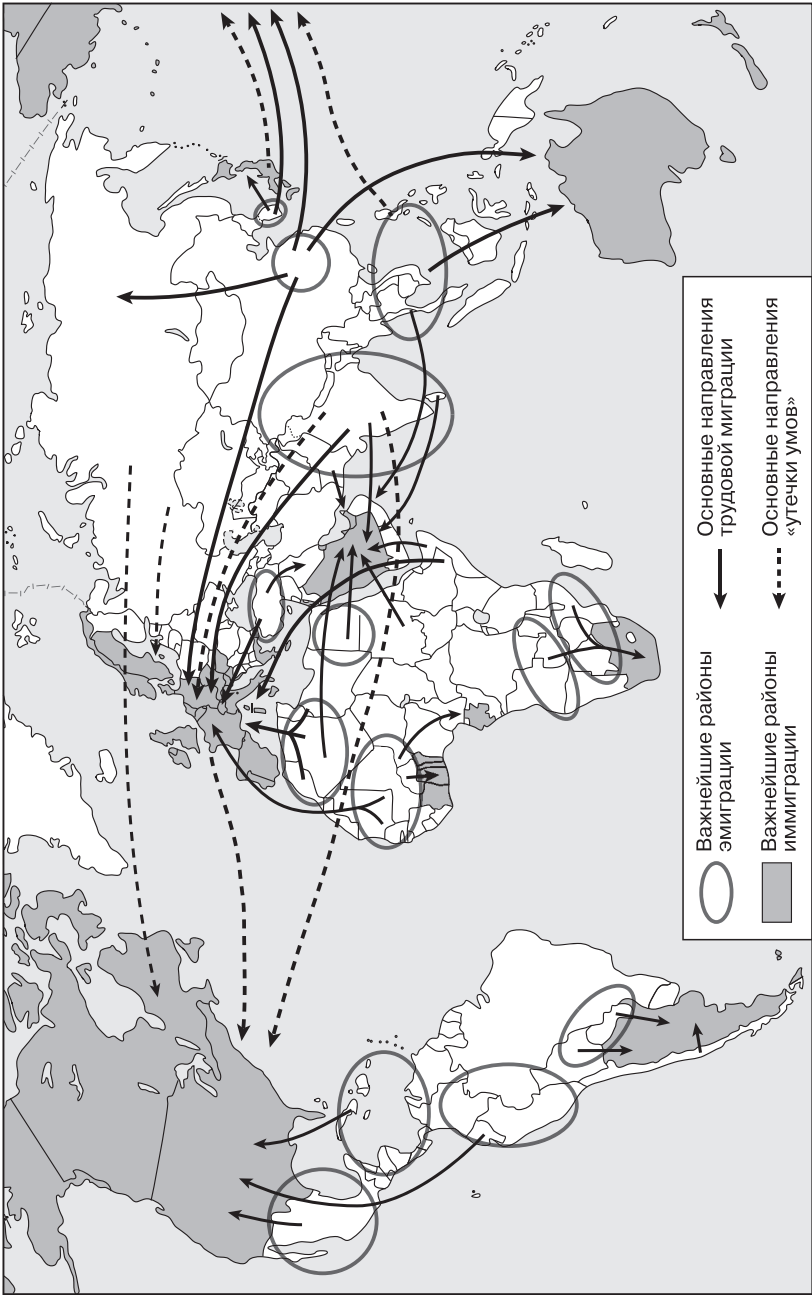 Важнейшие районы
эмиграции
Важнейшие районы
иммиграции
Основные направления
трудовой миграции
Основные направления
«утечки умов»